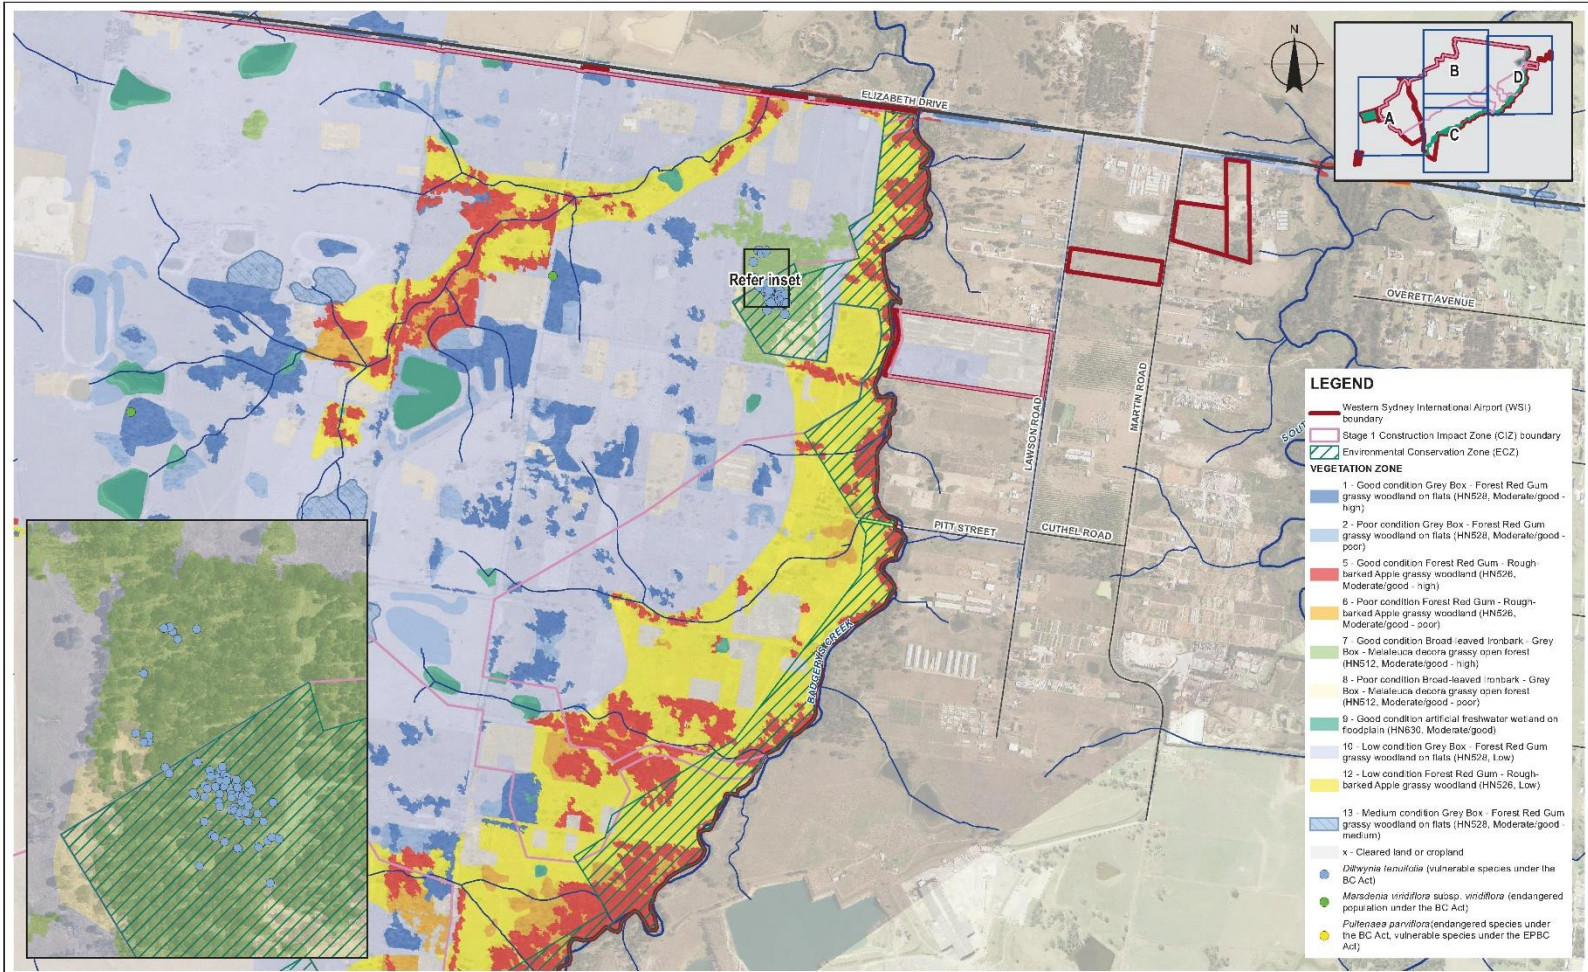 N
B
D
A
C
ELIZABETH DRIVE
Refer inset
OVERETT AVENUE
LAWSON ROAD
MARTIN ROAD
PITT STREET
CUTHEL ROAD
BADGERYS CREEK
SOUT
LEGEND
Western Sydney International Airport (WSI)
boundary
Stage 1 Construction Impact Zone (CIZ) boundary
Environmental Conservation Zone (ECZ)
VEGETATION ZONE
1 - Good condition Grey Box - Forest Red Gum
grassy woodland on flats (HN528, Moderate/good -
high)
2 - Poor condition Grey Box - Forest Red Gum
grassy woodland on flats (HN528, Moderate/good -
poor)
5 - Good condition Forest Red Gum - Rough-
barked Apple grassy woodland (HN526,
Moderate/good - high)
6 - Poor condition Forest Red Gum - Rough-
barked Apple grassy woodland (HN526,
Moderate/good - poor)
7 - Good condition Broad-leaved Ironbark - Grey
Box - Melaleuca decora grassy open forest
(HN512, Moderate/good - high)
8 - Poor condition Broad-leaved Ironbark - Grey
Box - Melaleuca decora grassy open forest
(HN512, Moderate/good - poor)
9 - Good condition artificial freshwater wetland on
floodplain (HN630, Moderate/good)
10 - Low condition Grey Box - Forest Red Gum
grassy woodland on flats (HN528, Low)
12 - Low condition Forest Red Gum - Rough-
barked Apple grassy woodland (HN526, Low)
13 - Medium condition Grey Box - Forest Red Gum
grassy woodland on flats (HN528, Moderate/good -
medium)
x - Cleared land or cropland
Dillwynia tenuifolia (vulnerable species under the
BC Act)
Marsdenia viridiflora subsp. viridiflora (endangered
population under the BC Act)
Pultenaea parviflora(endangered species under
the BC Act, vulnerable species under the EPBC
Act)